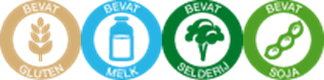 BEVAT
GLUTEN
BEVAT
MELK
BEVAT
SELDERIJ
BEVAT
SOJA